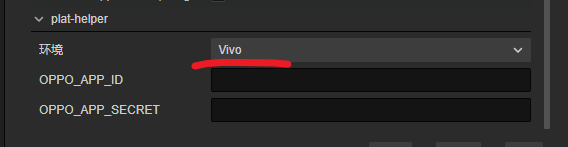 plat-helper
环境
Vivo
OPPO_APP_ID
OPPO_APP_SECRET